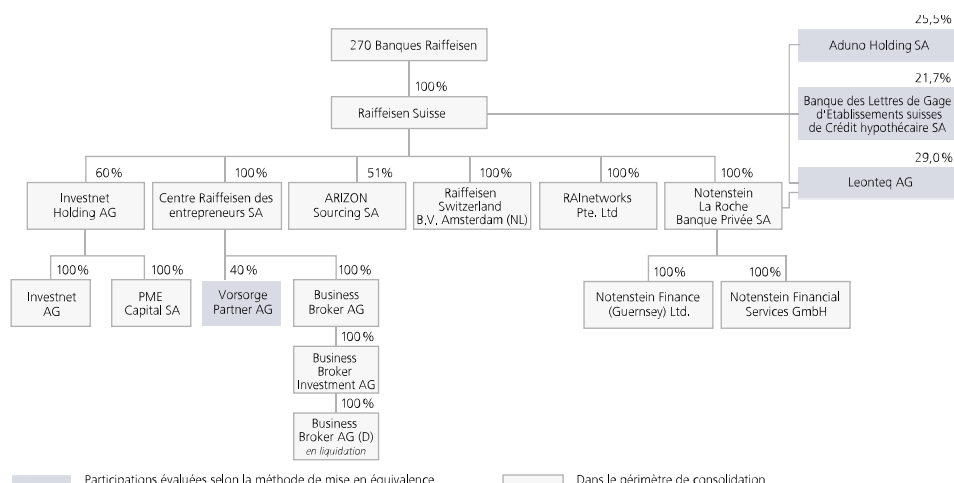 25,5%
270 Banques Raiffeisen
Aduno Holding SA
100%
21,7%
Raiffeisen Suisse
Banque des Lettres de Gage
d'Etablissements suisses
de Crédit hypothécaire SA
29,0%
Leonteq AG
60%
100%
51%
100%
100%
100%
Investnet
Holding AG
Centre Raiffeisen des
entrepreneurs SA
ARIZON
Sourcing SA
Raiffeisen
Switzerland
B.V. Amsterdam (NL)
RAInetworks
Pte. Ltd
Notenstein
La Roche
Banque Privée SA
100%
100%
40%
100%
100%
100%
Investnet
AG
PME
Capital SA
Vorsorge
Partner AG
Business
Broker AG
Notenstein Finance
(Guernsey) Ltd.
Notenstein Financial
Services GmbH
100%
Business
Broker
Investment AG
100%
Business
Broker AG (D)
en liquidation
Participations évaluées selon la méthode de mise en équivalence
Dans le périmètre de consolidation